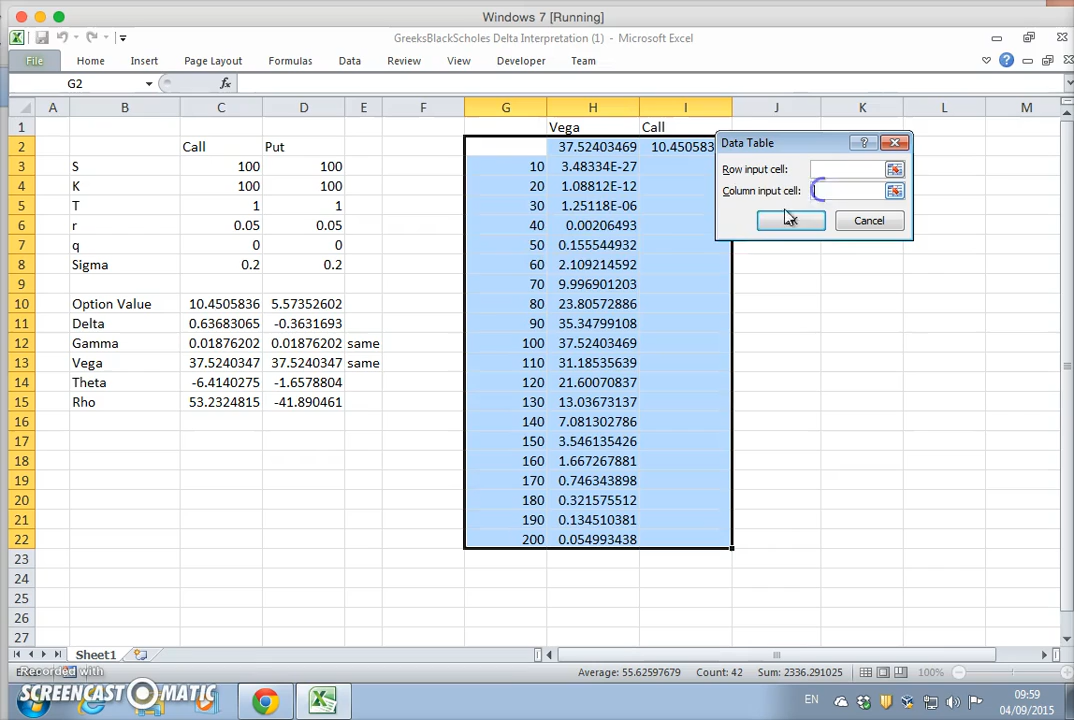 Windows 7 [Running]
GreeksBlackScholes Delta Interpretation (1) - Microsoft Excel
File Home Insert Page Layout Formulas Data Review View Developer Team
G2 fx
A B C D E F G H I J K L M
1 Vega Call
2 Call Put 37.52403469 10.450583
3 S 100 100 10 3.48334E-27
4 K 100 100 20 1.08812E-12
5 T 1 1 30 1.25118E-06
6 r 0.05 0.05 40 0.00206493
7 q 0 0 50 0.155544932
8 Sigma 0.2 0.2 60 2.109214592
9 70 9.996901203
10 Option Value 10.4505836 5.57352602 80 23.80572886
11 Delta 0.63683065 -0.3631693 90 35.34799108
12 Gamma 0.01876202 0.01876202 same 100 37.52403469
13 Vega 37.5240347 37.5240347 same 110 31.18535639
14 Theta -6.4140275 -1.6578804 120 21.60070837
15 Rho 53.2324815 -41.890461 130 13.03673137
16 140 7.081302786
17 150 3.546135426
18 160 1.667267881
19 170 0.746343898
20 180 0.321575512
21 190 0.134510381
22 200 0.054993438
23
24
25
26
27
Data Table
Row input cell:
Column input cell:
Cancel
Sheet1
Average: 55.62597679 Count: 42 Sum: 2336.291025 100%
Recorded with
SCREENCAST MATIC
EN 09:59
04/09/2015